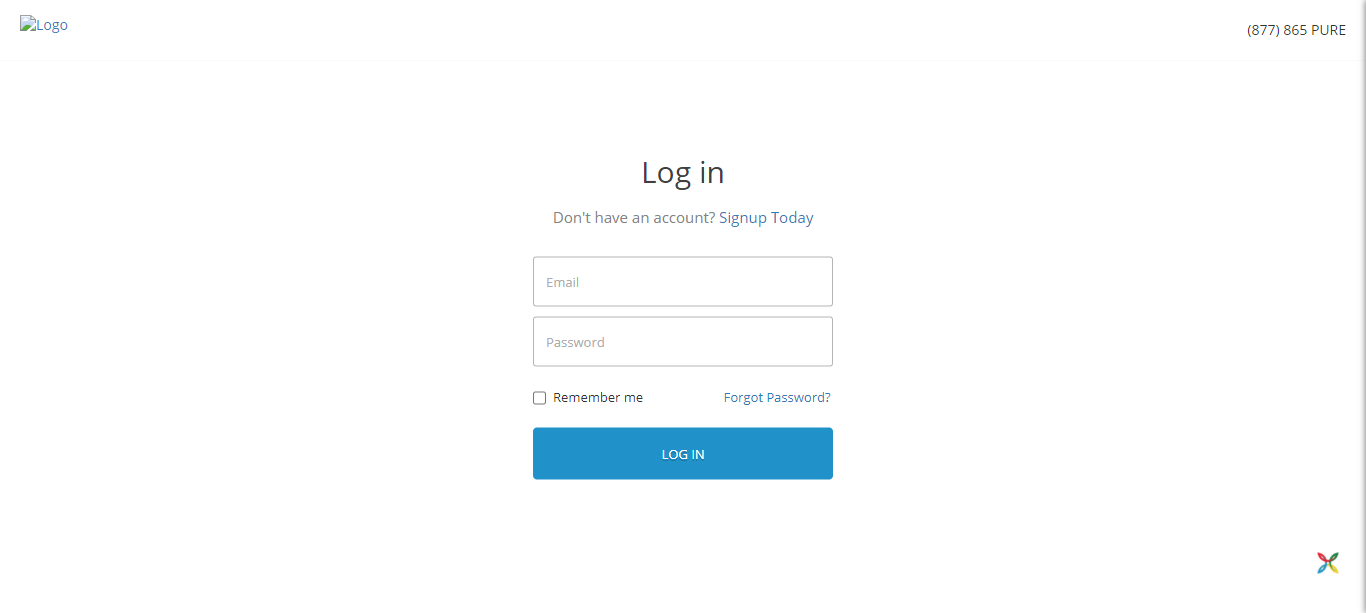 Logo
(877) 865 PURE
Log in
Don't have an account? Signup Today
Email
Password
Remember me
Forgot Password?
LOG IN